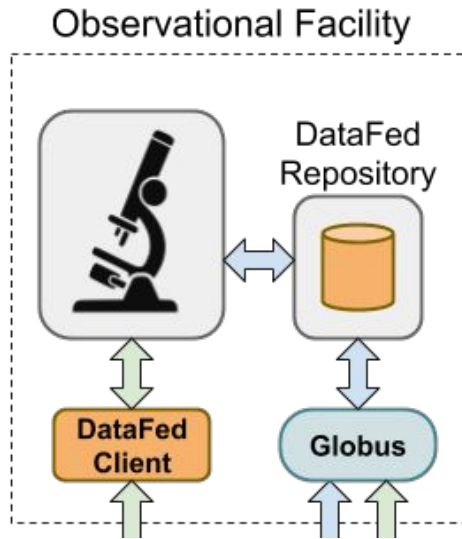 Observational Facility
DataFed
Repository
DataFed
Client
Globus